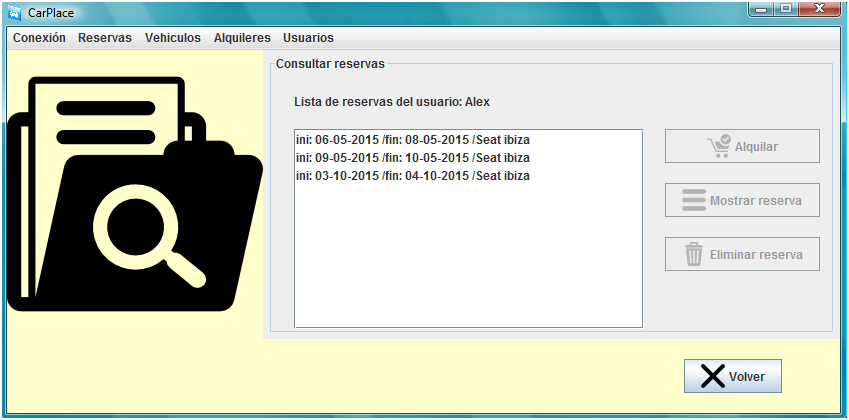 CarPlace
Conexión Reservas Vehiculos Alquileres Usuarios
Consultar reservas
Lista de reservas del usuario: Alex
ini: 06-05-2015 /fin: 08-05-2015 /Seat ibiza
ini: 09-05-2015 /fin: 10-05-2015 /Seat ibiza
ini: 03-10-2015 /fin: 04-10-2015 /Seat ibiza
Alquilar
Mostrar reserva
Eliminar reserva
Volver